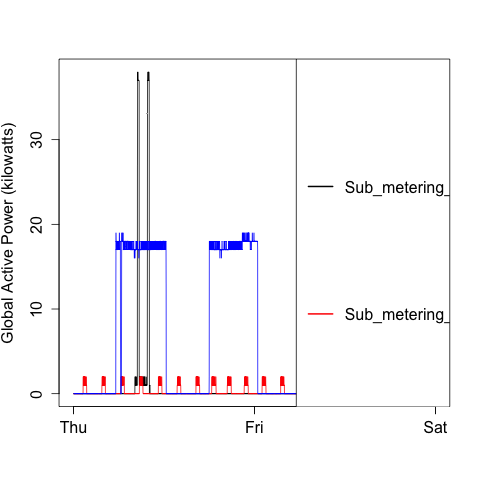 Global Active Power (kilowatts)
30
20
10
0
Sub_metering_
Sub_metering_
Thu Fri Sat